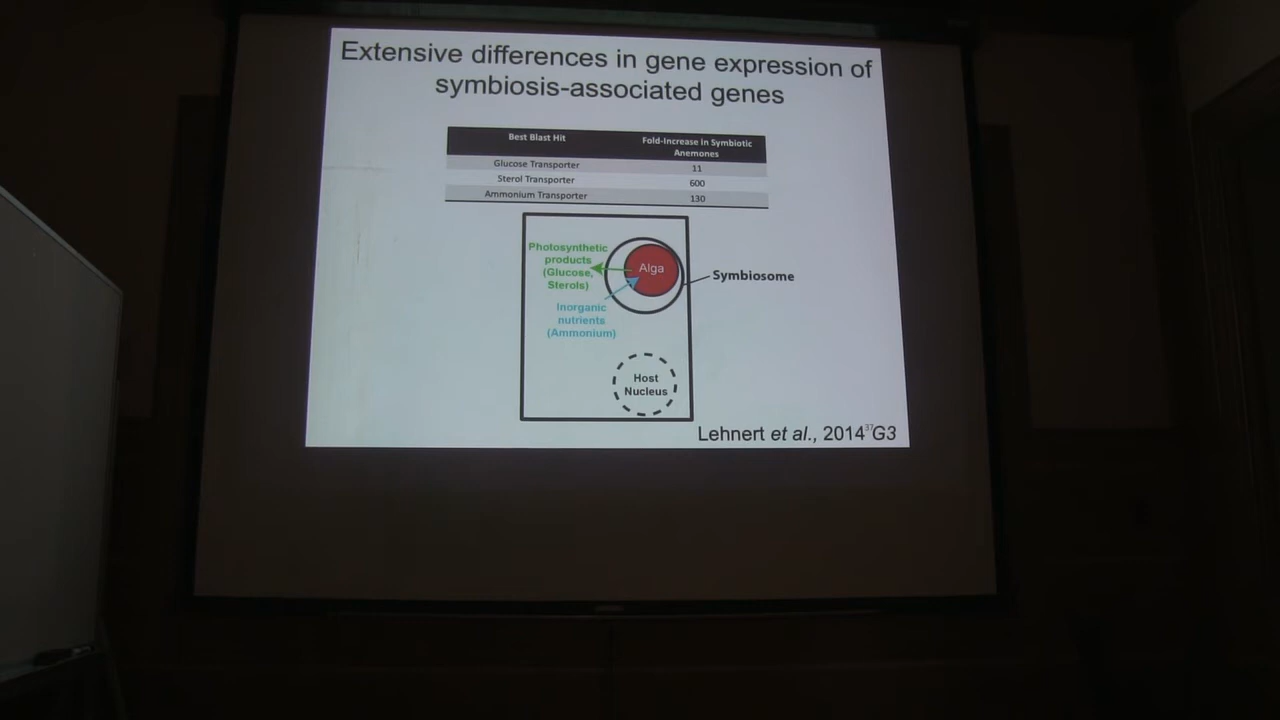 Extensive differences in gene expression of
symbiosis-associated genes
Best Blast Hit
Fold-Increase in Symbiotic
Anemones
Glucose Transporter 11
Sterol Transporter 600
Ammonium Transporter 130
Photosynthetic
products
(Glucose,
Sterols)
Alga
Symbiosome
Inorganic
nutrients
(Ammonium)
Host
Nucleus
Lehnert et al., 2014 37 G3